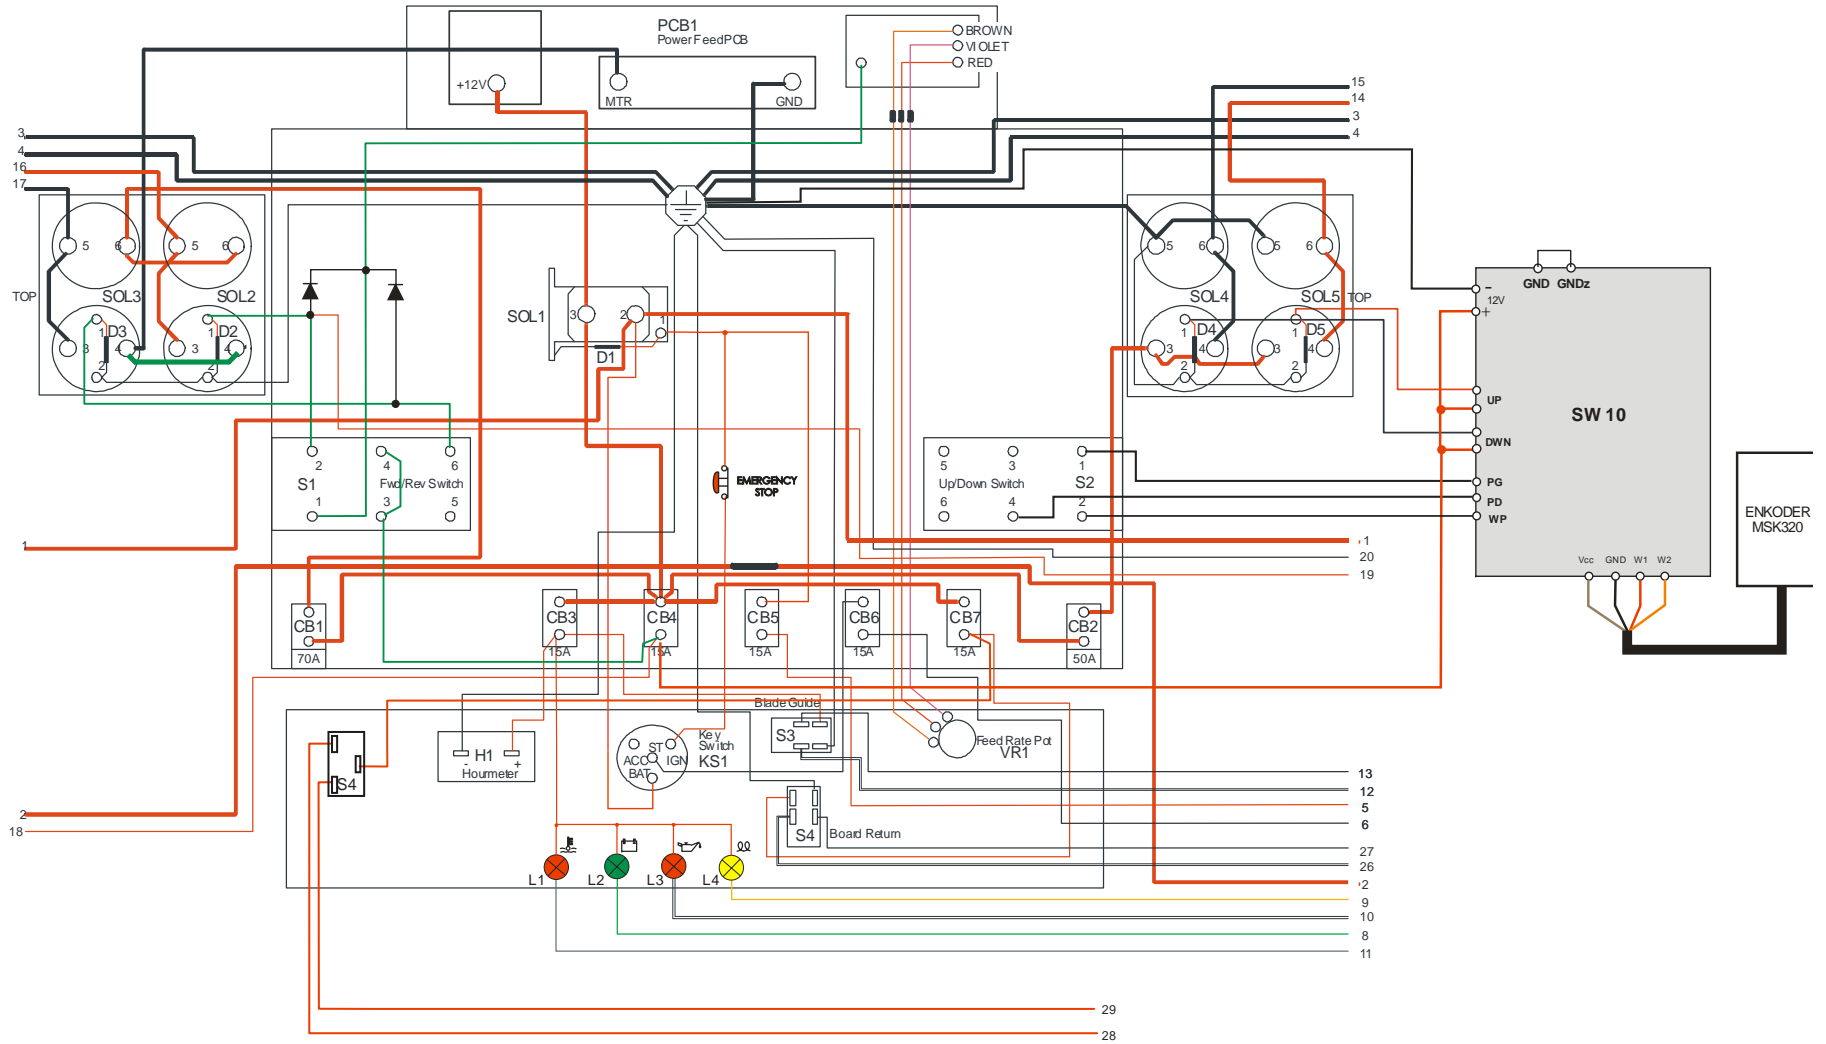 PCB1
Power Feed PCB
+12V
MTR
GND
BROWN
VIOLET
RED
15
14
3
4
3
4
16
17
5
6
5
6
TOP
SOL3
SOL2
1
D3
1
D2
3
4
3
4
2
2
SOL1
3
2
1
D1
5
6
5
6
SOL4
SOL5
TOP
1
D4
1
D5
3
4
3
4
2
2
GND
GNDz
-
12V
+
UP
SW 10
DWN
PG
PD
WP
Vcc
GND
W1
W2
ENKODER
MSK320
2
4
6
S1
Fwd/Rev Switch
1
3
5
EMERGENCY
STOP
5
3
1
Up/Down Switch
S2
6
4
2
1
1
20
19
CB1
70A
CB3
15A
CB4
15A
CB5
15A
CB6
15A
CB7
15A
CB2
50A
Blade Guide
S3
S4
H1
-
+
Hourmeter
Key
Switch
KS1
ST
ACC
IGN
BAT
Feed Rate Pot
VR1
S4
Board Return
2
18
13
12
5
6
27
26
2
9
10
8
11
L1
L2
L3
L4
29
28